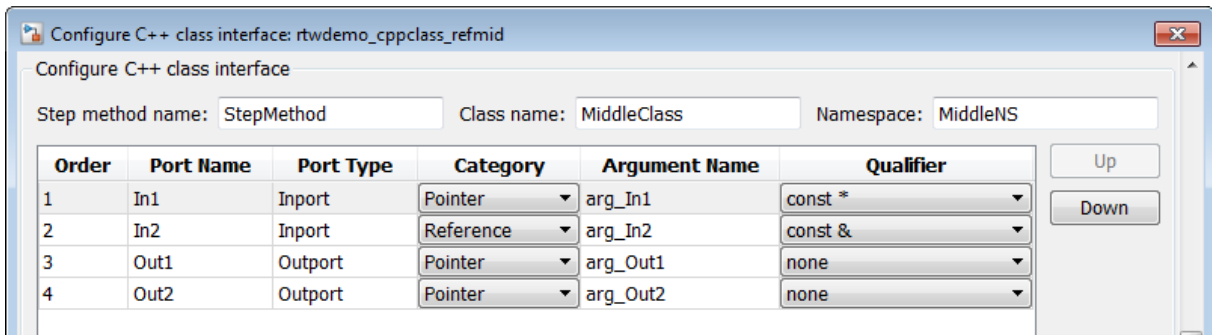 Configure C++ class interface: rtwdemo_cppclass_refmid
Configure C++ class interface
Step method name: StepMethod Class name: MiddleClass Namespace: MiddleNS
Order Port Name Port Type Category Argument Name Qualifier Up
1 In1 Inport Pointer arg_In1 const *
Down
2 In2 Inport Reference arg_In2 const &
3 Out1 Outport Pointer arg_Out1 none
4 Out2 Outport Pointer arg_Out2 none